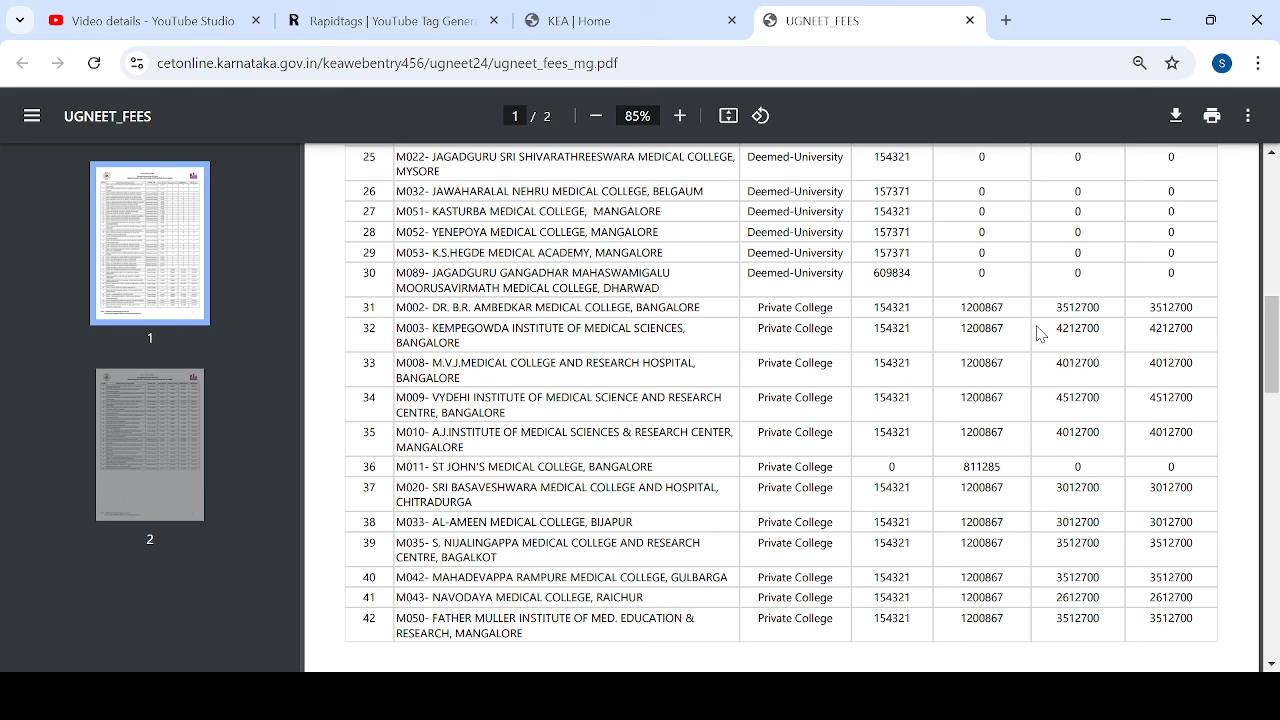 Video details - YouTube Studio
Rapidtags | YouTube Tag Gener
KEA | Home
UGNEET_FEES
cetonline.karnataka.gov.in/keawebentry456/ugneet24/ugneet_fees_mg.pdf
S
UGNEET_FEES
1 / 2
85%
1
2
25 M022- JAGADGURU SRI SHIVARATHREESWARA MEDICAL COLLEGE, Deemed-University 154321 0 0 0
MYSORE
26 M032- JAWAHARALAL NEHRU MEDICAL COLLEGE, BELGAUM Deemed-University 157371 0 0 0
27 M051- KASTURBA MEDICAL COLLEGE , MANGALORE Deemed-University 154321 0 0 0
28 M052- YENEPOYA MEDICAL COLLEGE, MANGALORE Deemed-University 157371 0 0 0
29 M053- K.S.HEGDE MEDICAL ACADEMY, MANGALORE Deemed-University 157371 0 0 0
30 M089- JAGADGURU GANGADHAR MAHASWAMIGALU Deemed-University 609834 0 0 0
MOORUSAVIRMATH MEDICAL COLLEGE, DHARWAD
31 M002- DR. B.R.AMBEDKAR MEDICAL COLLEGE, BANGALORE Private College 154321 1200867 3512700 3512700
32 M003- KEMPEGOWDA INSTITUTE OF MEDICAL SCIENCES, Private College 154321 1200867 4212700 4212700
BANGALORE
33 M008- M.V.J.MEDICAL COLLEGE AND RESEARCH HOSPITAL, Private College 154321 1200867 4012700 4012700
BANGALORE
34 M009- VYDEHI INSTITUTE OF MEDICAL SCIENCE AND RESEARCH Private College 154321 1200867 4512700 4512700
CENTRE, BANGALORE
35 M010- A.J.INSTITUTE OF MEDICAL SCIENCES & RESEARCH CENTER, Private College 154321 1200867 4012700 4012700
MANGALORE
36 M011- ST JOHN'S MEDICAL COLLEGE, BANGALORE Private College 0 811285 0 0
37 M020- SRI BASAVESHWARA MEDICAL COLLEGE AND HOSPITAL, Private College 154321 1200867 3012700 3012700
CHITRADURGA
38 M033- AL-AMEEN MEDICAL COLLEGE, BIJAPUR Private College 154321 1200867 3012700 3012700
39 M035- S. NIJALINGAPPA MEDICAL COLLEGE AND RESEARCH Private College 154321 1200867 3512700 3512700
CENTRE, BAGALKOT
40 M042- MAHADEVAPPA RAMPURE MEDICAL COLLEGE, GULBARGA Private College 154321 1200867 3512700 3512700
41 M043- NAVODAYA MEDICAL COLLEGE, RAICHUR Private College 154321 1200867 2612700 2612700
42 M050- FATHER MULLER INSTITUTE OF MED. EDUCATION & Private College 154321 1200867 3512700 3512700
RESEARCH, MANGALORE